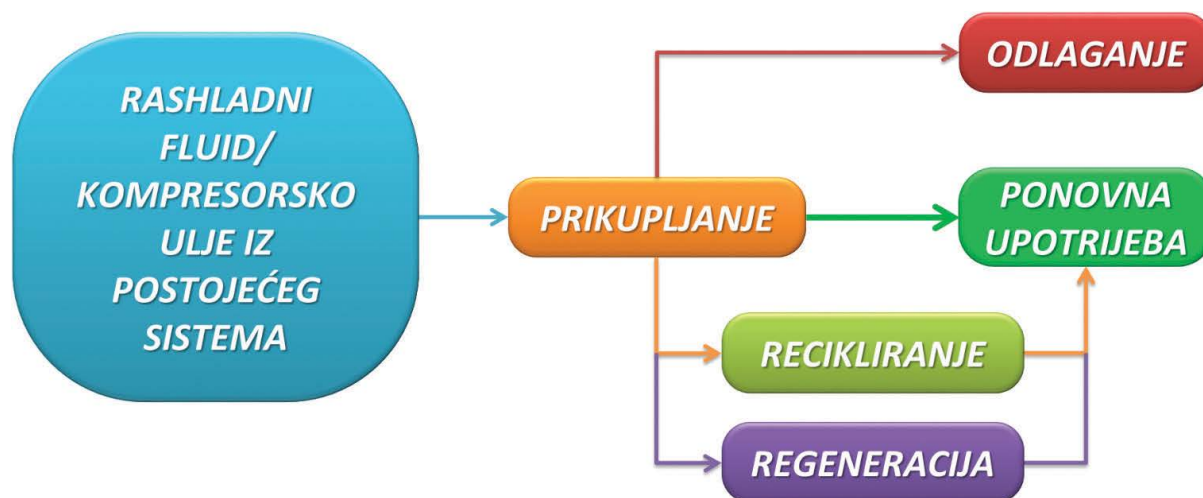 RASHLADNI
FLUID/
KOMPRESORSKO
ULJE IZ
POSTOJEĆEG
SISTEMA
PRIKUPLJANJE
ODLAGANJE
PONOVNA
UPOTRIJEBA
RECIKLIRANJE
REGENERACIJA